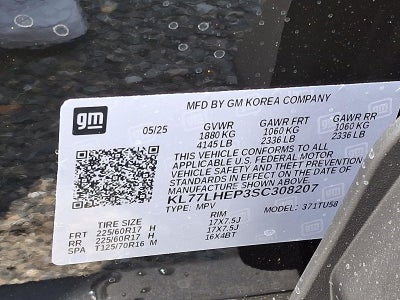 gm
MFD BY GM KOREA COMPANY
05/25 GVWR GAWR FRT GAWR RR
1880 KG 1060 KG 1060 KG
4145 LB 2336 LB 2336 LB
THIS VEHICLE CONFORMS TO ALL
APPLICABLE U.S. FEDERAL MOTOR
VEHICLE SAFETY AND THEFT PREVENTION
STANDARDS IN EFFECT ON THE DATE OF
MANUFACTURE SHOWN ABOVE
KL77LHEP3SC308207
TYPE: MPV MODEL: 371TU58
TIRE SIZE RIM
FRT 225/60R17 H 17X7.5J
RR 225/60R17 H 17X7.5J
SPA T125/70R16 M 16X4BT